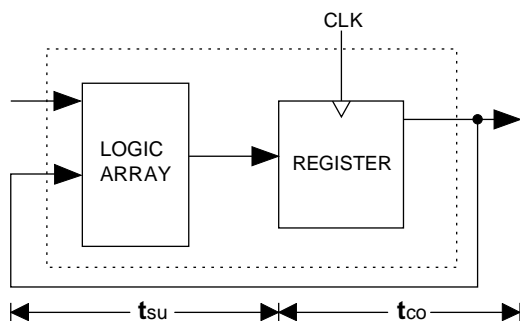 CLK
LOGIC
ARRAY
REGISTER
tsu
tco